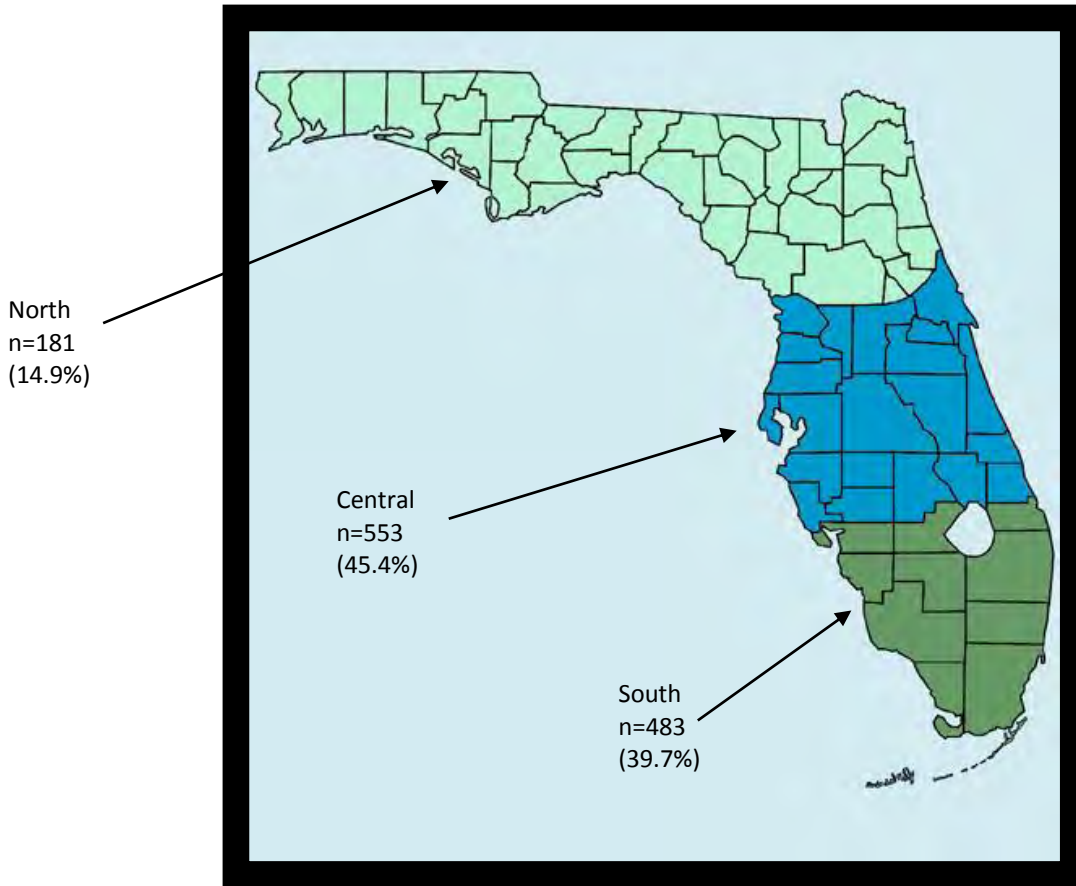 North
n=181
(14.9%)
Central
n=553
(45.4%)
South
n=483
(39.7%)